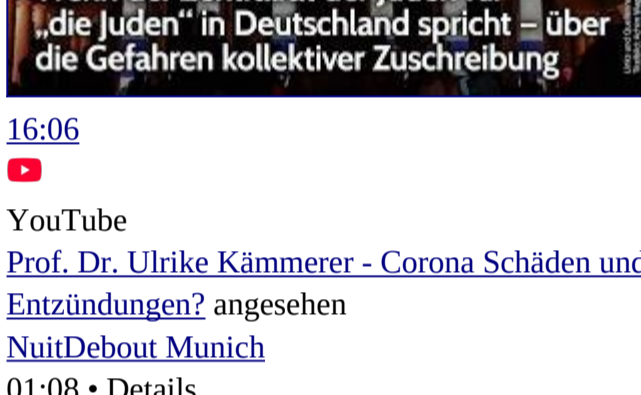 „die Juden“ in Deutschland spricht – über
die Gefahren kollektiver Zuschreibung
16:06
YouTube
Prof. Dr. Ulrike Kämmerer - Corona Schäden und
Entzündungen? angesehen
NuitDebout Munich
01:08 • Details